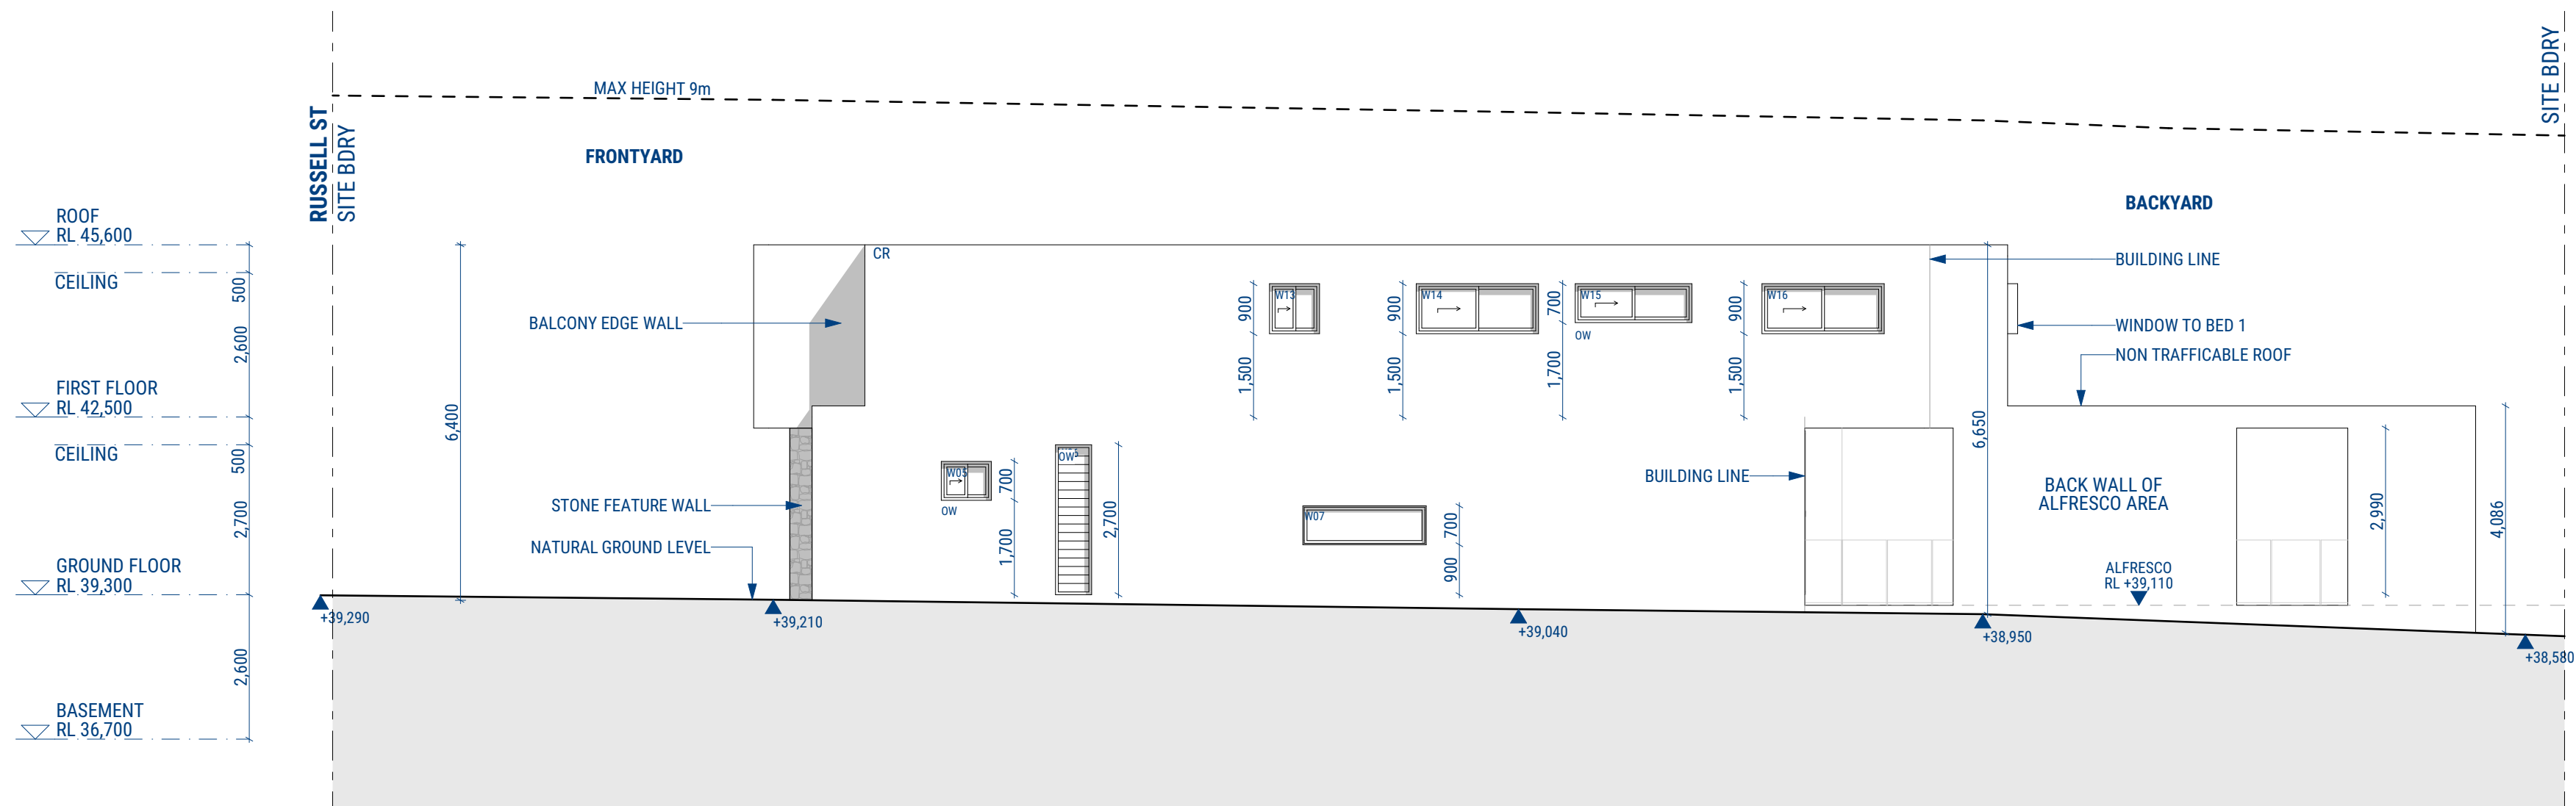 MAX HEIGHT 9m
SITE BDRY
RUSSELL ST
SITE BDRY
FRONTYARD
BACKYARD
ROOF
RL 45,600
CEILING
500
2,600
FIRST FLOOR
RL 42,500
CEILING
500
2,700
GROUND FLOOR
RL 39,300
2,600
BASEMENT
RL 36,700
6,400
CR
BALCONY EDGE WALL
STONE FEATURE WALL
NATURAL GROUND LEVEL
W13
900
1,500
W14
900
1,500
W15
OW
700
1,700
W16
900
1,500
BUILDING LINE
WINDOW TO BED 1
NON TRAFFICABLE ROOF
6,650
W05
OW
700
1,700
OW
2,700
W07
700
900
BUILDING LINE
BACK WALL OF
ALFRESCO AREA
2,990
4,086
ALFRESCO
RL +39,110
+39,290
+39,210
+39,040
+38,950
+38,580